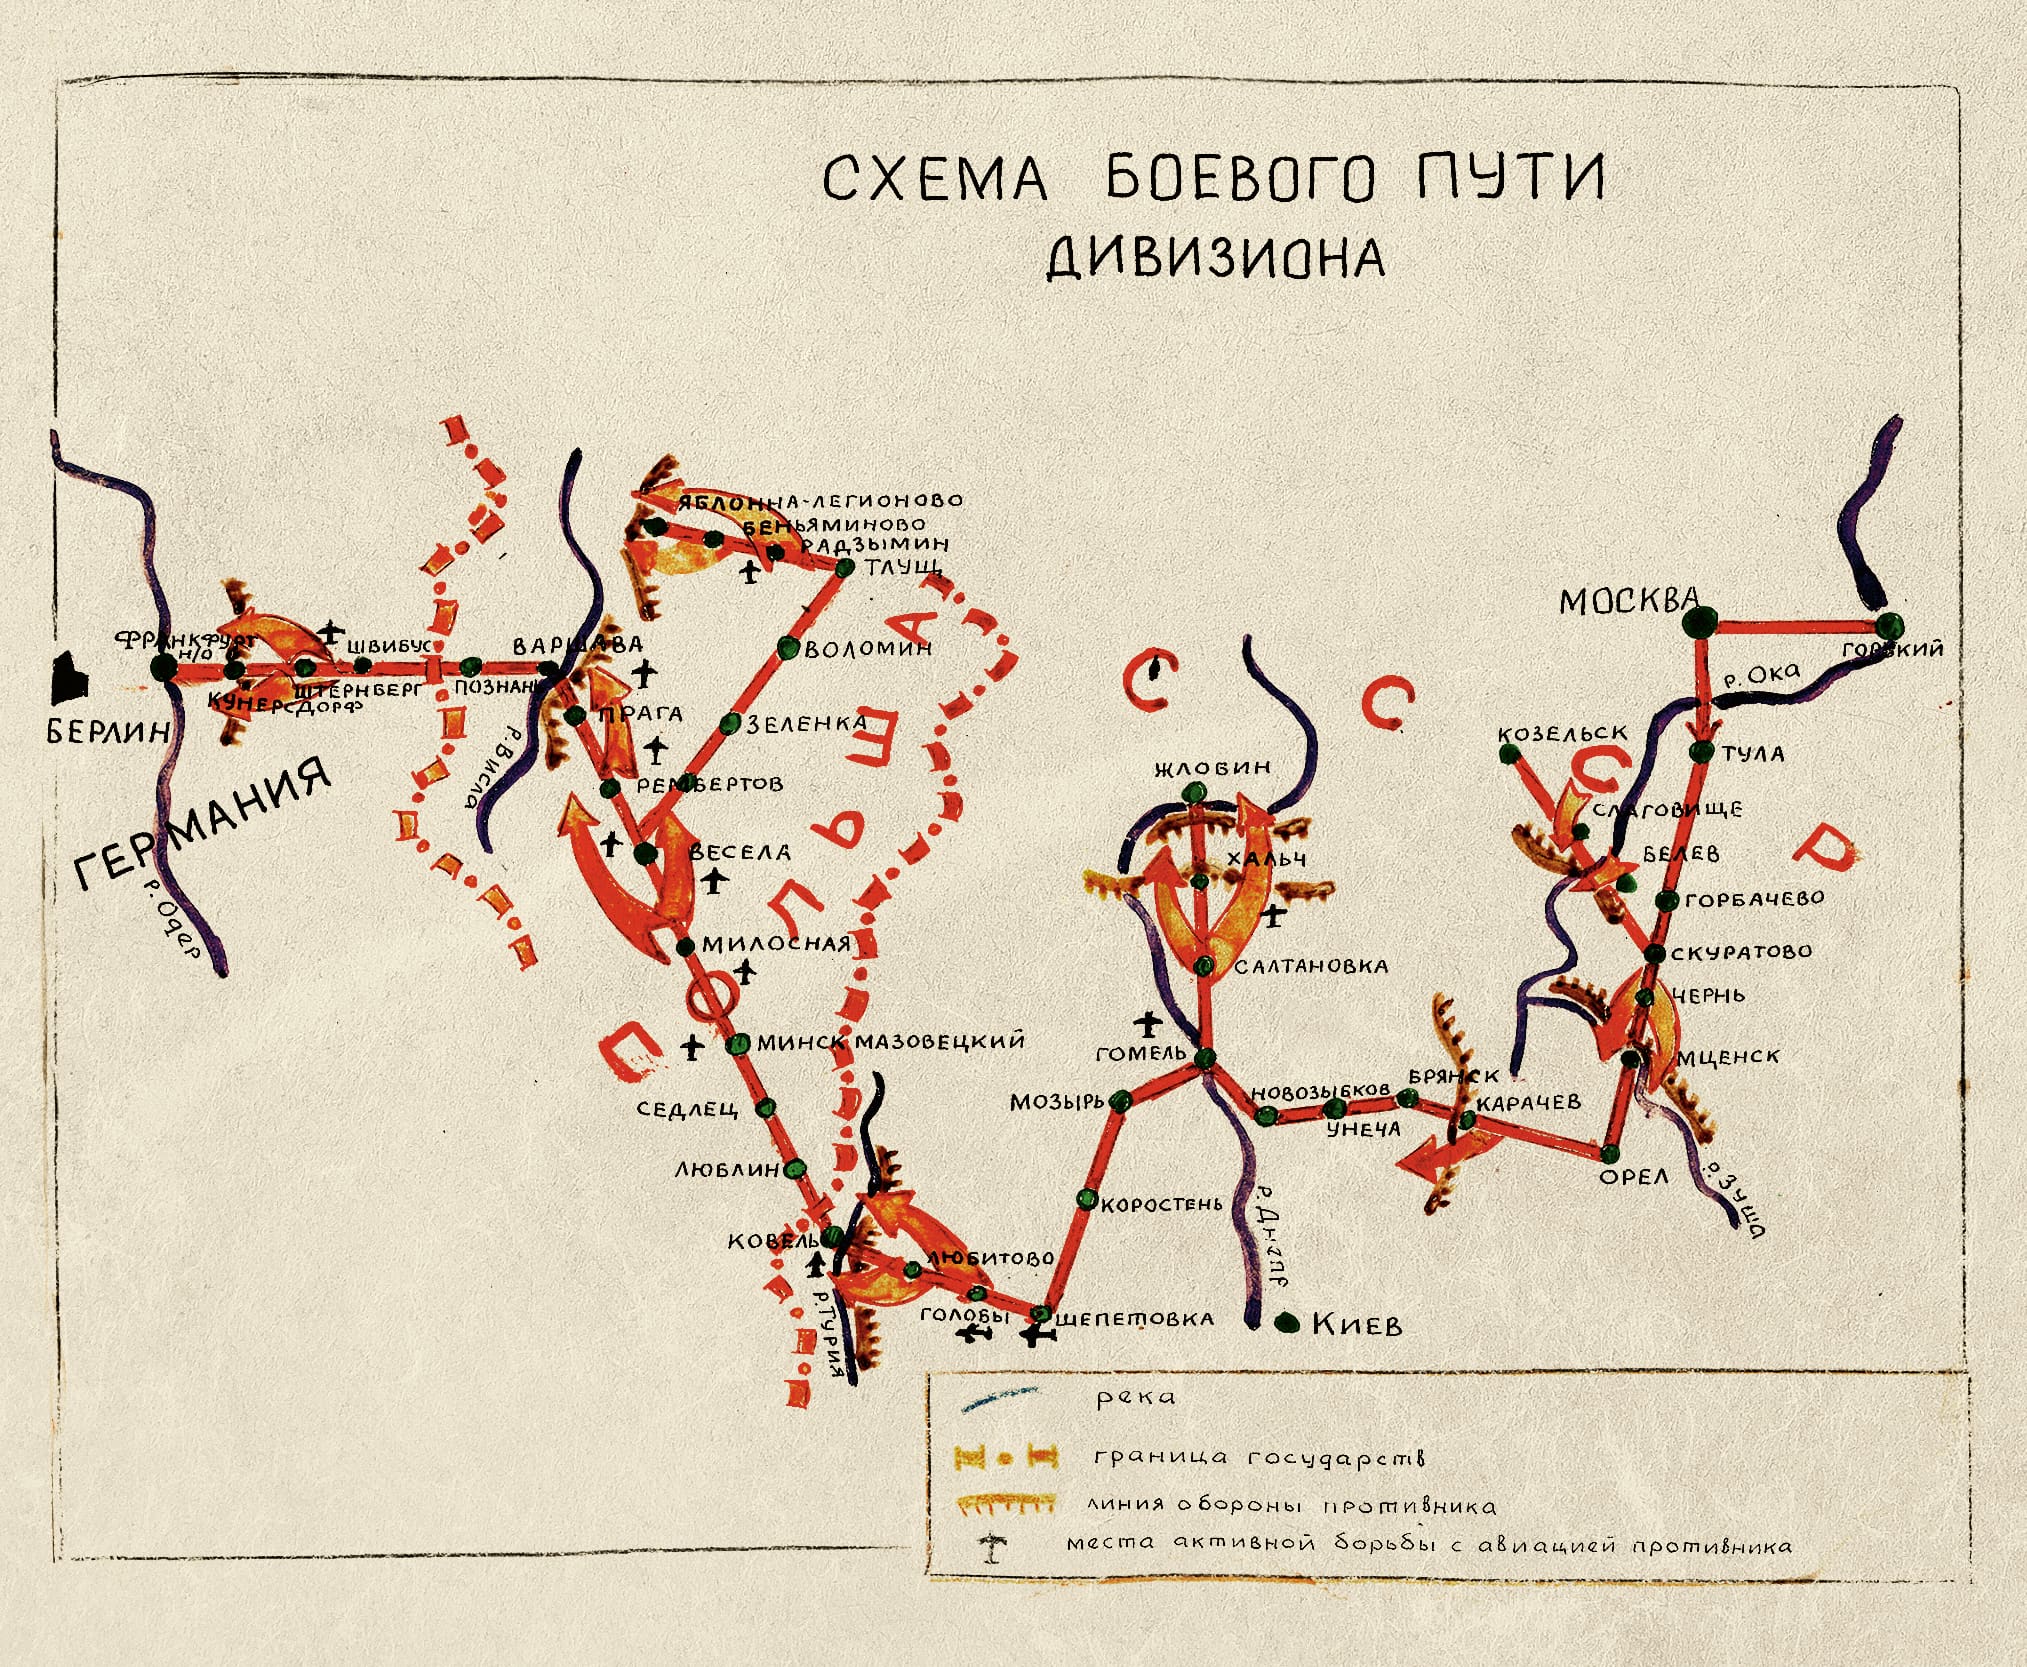 СХЕМА БОЕВОГО ПУТИ
ДИВИЗИОНА
ЯБЛОННА-ЛЕГИОНОВО
БЕНЬЯМИНОВО
РАДЗЫМИН
ТЛУЩ
ВОЛОМИН
ЗЕЛЕНКА
РЕМБЕРТОВ
ПРАГА
ВАРШАВА
ПОЗНАНЬ
ШВИБУС
ШТЕРНБЕРГ
КУНЕРСДОРФ
ФРАНКФУРТ
Н/О
БЕРЛИН
ГЕРМАНИЯ
р. Одер
р. Висла
ПОЛЬША
ВЕСЕЛА
МИЛОСНАЯ
МИНСК МАЗОВЕЦКИЙ
СЕДЛЕЦ
ЛЮБЛИН
КОВЕЛЬ
р. Турия
ЛЮБИТОВО
ГОЛОБЫ
ШЕПЕТОВКА
КОРОСТЕНЬ
МОЗЫРЬ
ГОМЕЛЬ
САЛТАНОВКА
ХАЛЬЧ
ЖЛОБИН
р. Днепр
КИЕВ
НОВОЗЫБКОВ
УНЕЧА
БРЯНСК
КАРАЧЕВ
ОРЕЛ
р. Зуша
МЦЕНСК
ЧЕРНЬ
СКУРАТОВО
ГОРБАЧЕВО
БЕЛЕВ
СЛАГОВИЩЕ
КОЗЕЛЬСК
ТУЛА
р. Ока
МОСКВА
ГОРЬКИЙ
С С С Р
река
граница государств
линия обороны противника
места активной борьбы с авиацией противника